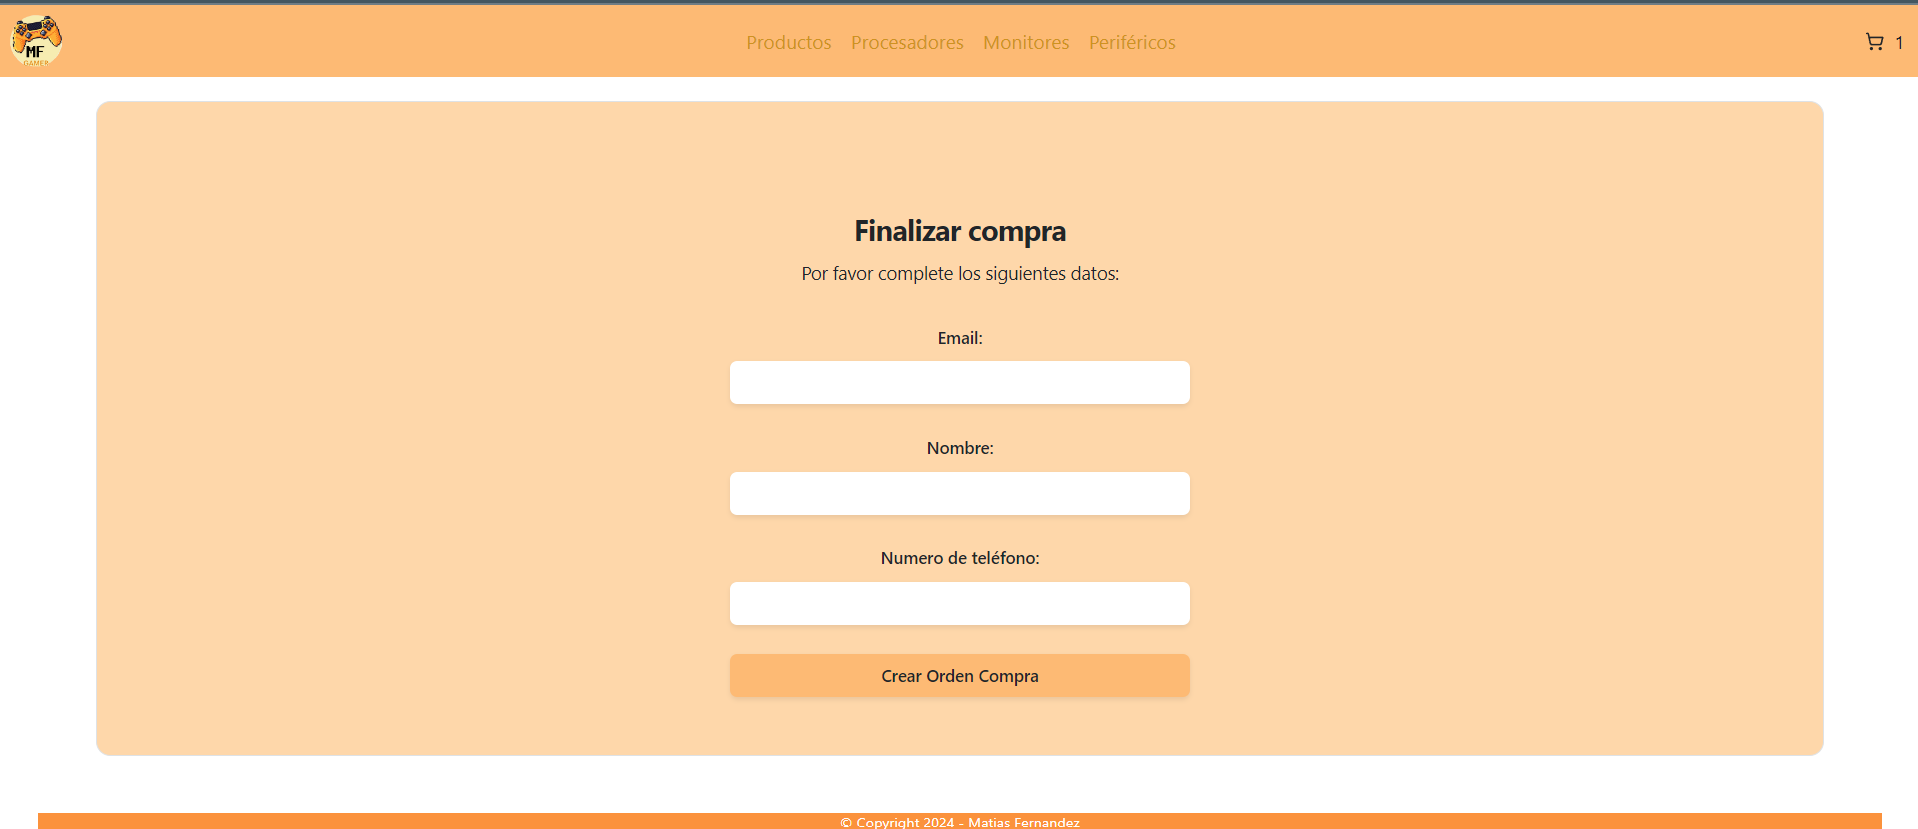 MF
GAMER
Productos Procesadores Monitores Periféricos
1
Finalizar compra
Por favor complete los siguientes datos:
Email:
Nombre:
Numero de teléfono:
Crear Orden Compra
© Copyright 2024 - Matias Fernandez